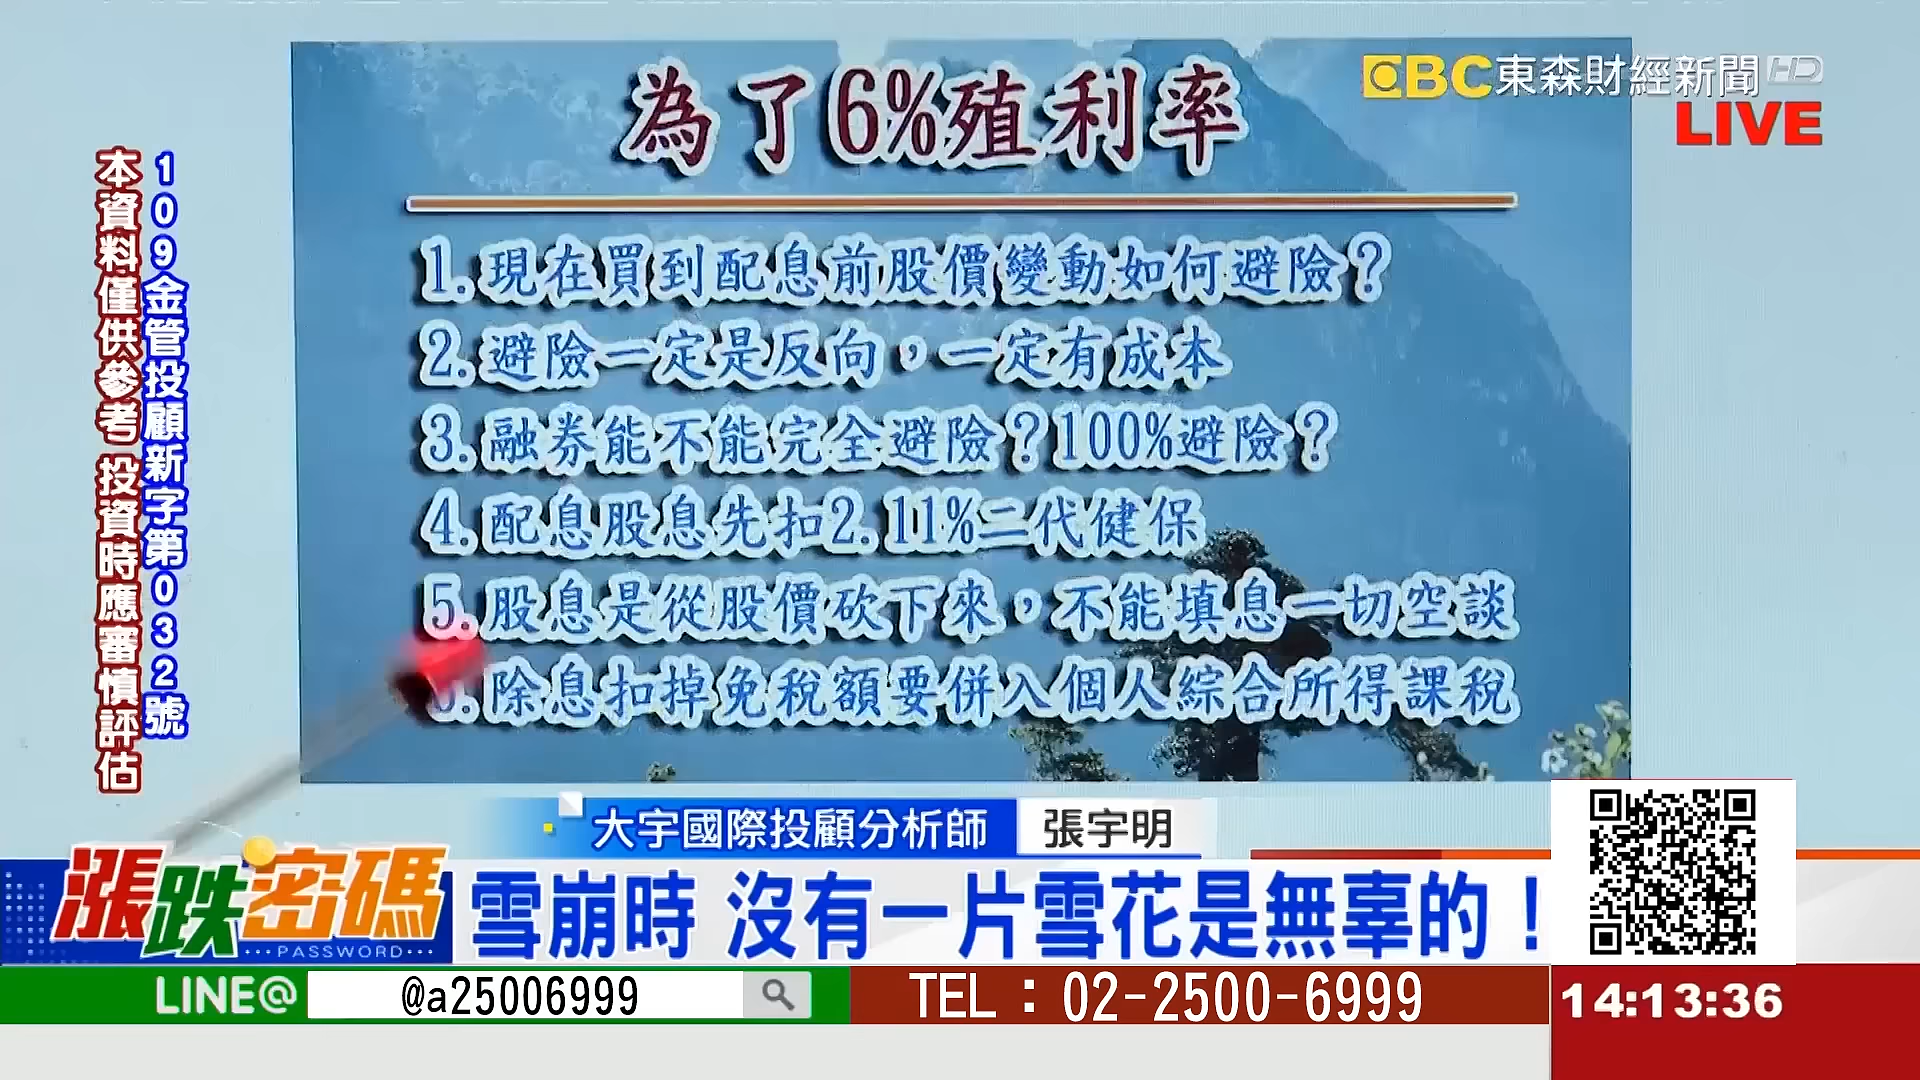 為了6%殖利率
EBC東森財經新聞HD
LIVE
1.現在買到配息前股價變動如何避險？
2.避險一定是反向，一定有成本
3.融券能不能完全避險？100%避險？
4.配息股息先扣2.11%二代健保
5.股息是從股價砍下來，不能填息一切空談
6.除息扣掉免稅額要併入個人綜合所得課稅
109金管投顧新字第032號
本資料僅供參考 投資時應審慎評估
大宇國際投顧分析師 張宇明
漲跌密碼
PASSWORD
雪崩時 沒有一片雪花是無辜的！
LINE@ @a25006999
TEL：02-2500-6999
14:13:36